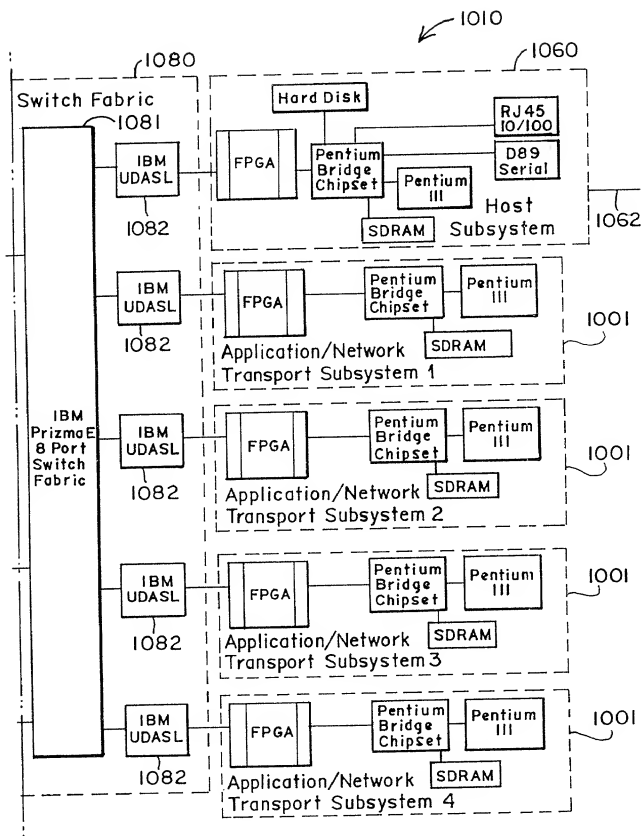 1010
1080
1060
Switch Fabric
1081
Hard Disk
RJ45
10/100
IBM
UDASL
FPGA
Pentium
Bridge
Chipset
D89
Serial
Pentium
III
1082
Host
Subsystem
SDRAM
1062
IBM
UDASL
FPGA
Pentium
Bridge
Chipset
Pentium
III
1001
1082
SDRAM
Application/Network
Transport Subsystem 1
IBM
PrizmaE
8 Port
Switch
Fabric
IBM
UDASL
FPGA
Pentium
Bridge
Chipset
Pentium
III
1001
1082
SDRAM
Application/Network
Transport Subsystem 2
IBM
UDASL
FPGA
Pentium
Bridge
Chipset
Pentium
III
1001
1082
SDRAM
Application/Network
Transport Subsystem 3
IBM
UDASL
FPGA
Pentium
Bridge
Chipset
Pentium
III
1001
1082
SDRAM
Application/Network
Transport Subsystem 4